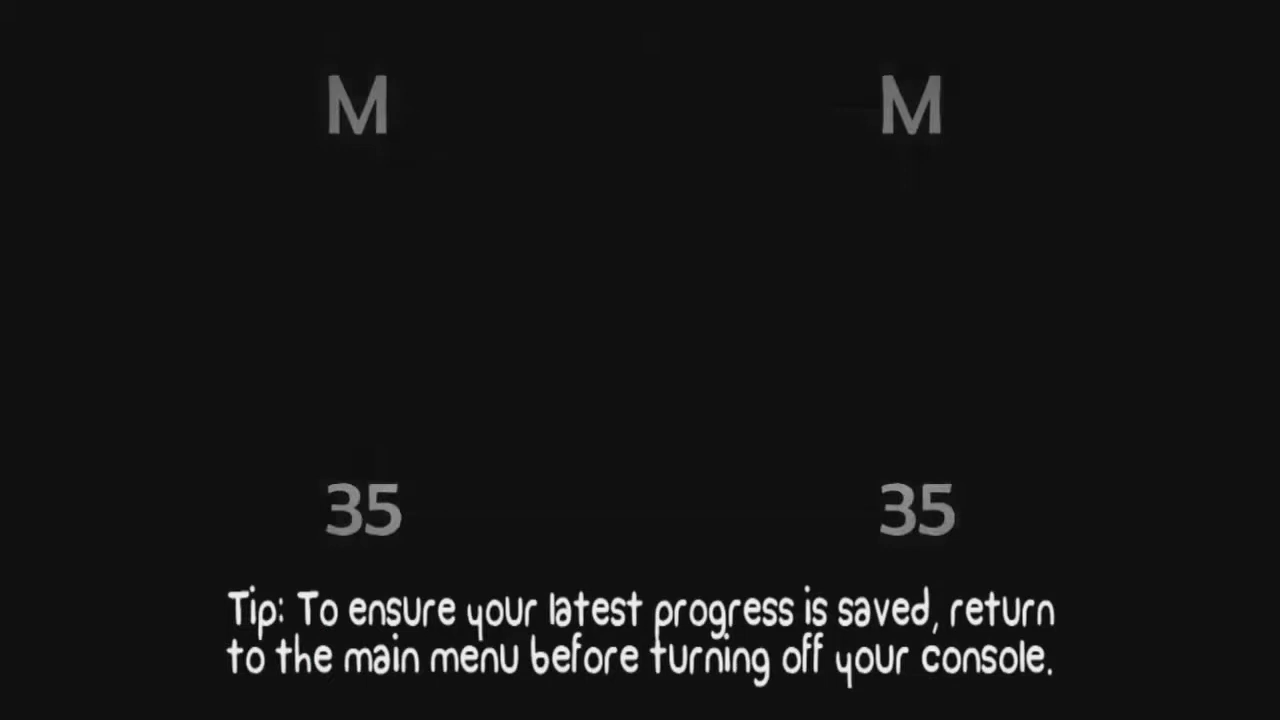 M M
35 35
Tip: To ensure your latest progress is saved, return
to the main menu before turning off your console.